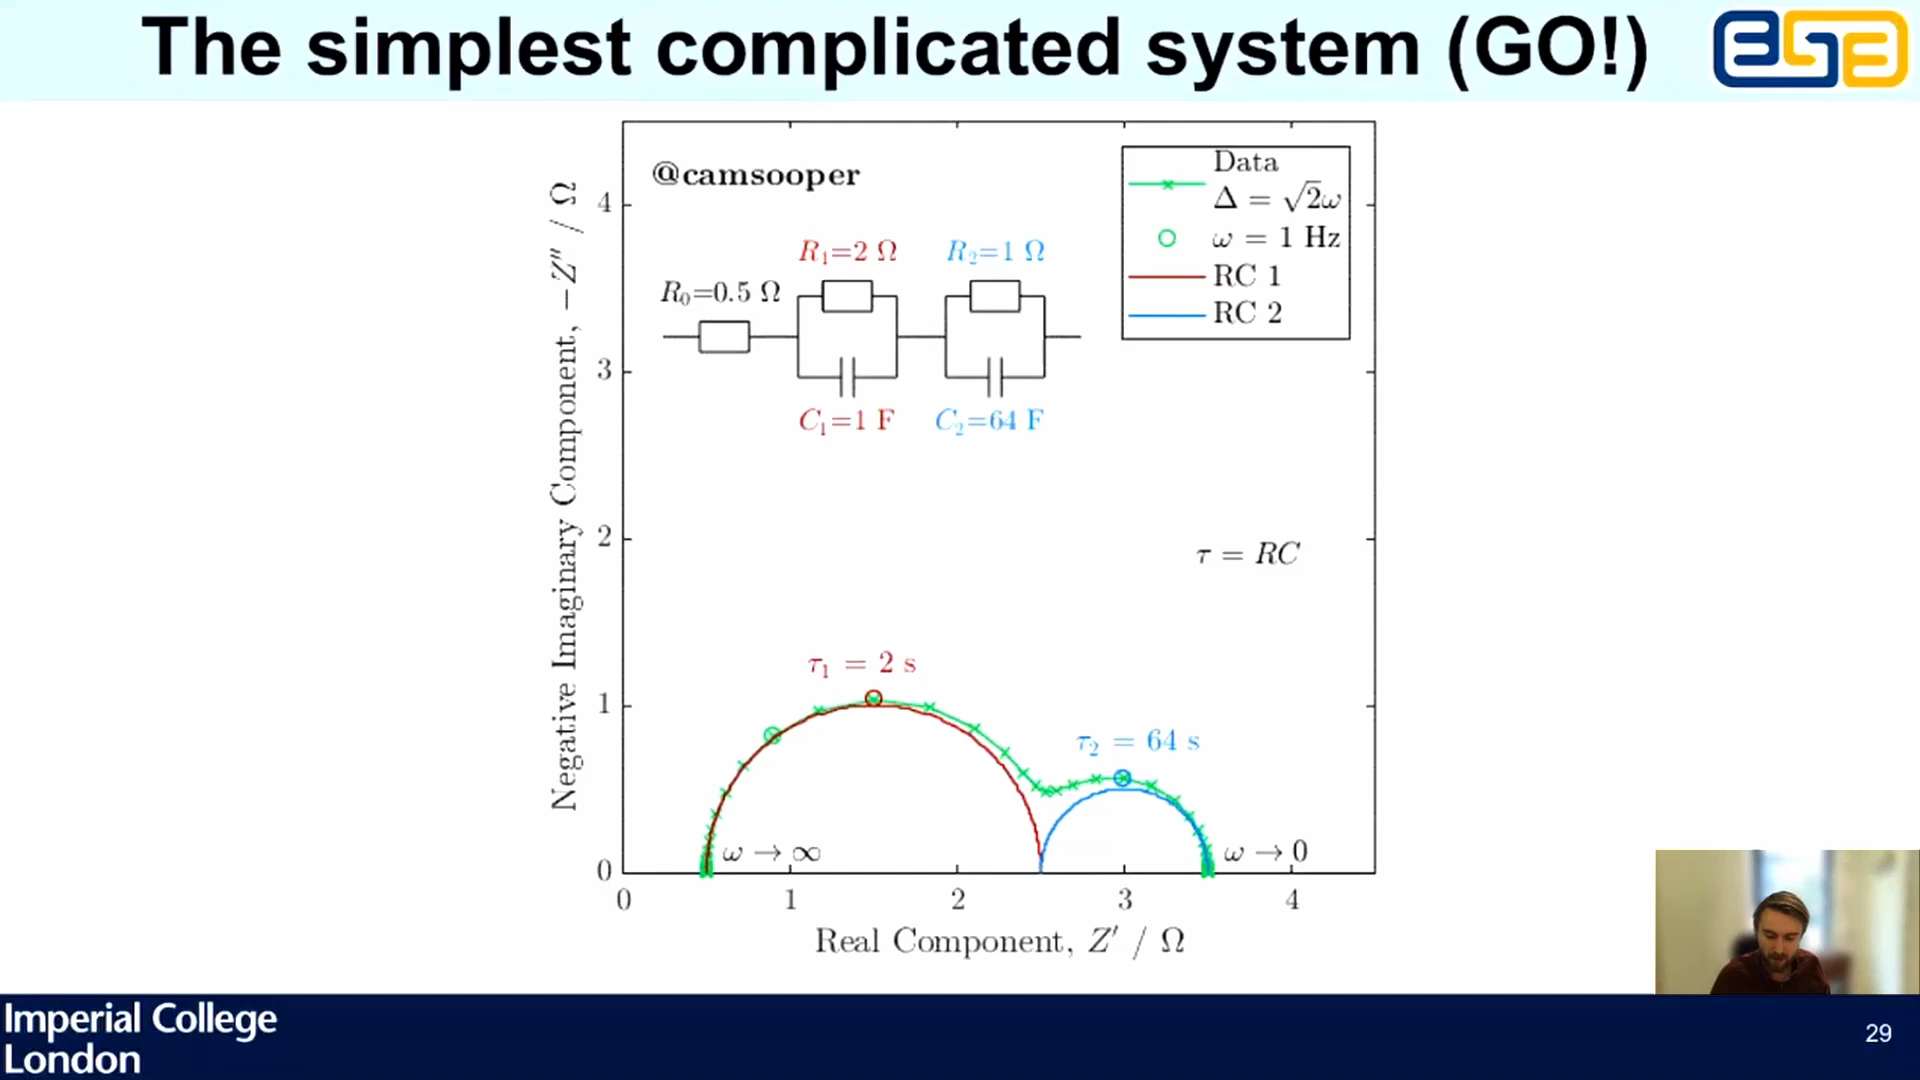 The simplest complicated system (GO!)
@camsooper
Data
Δ = √2ω
ω = 1 Hz
RC 1
RC 2
R₁=2 Ω
R₂=1 Ω
R₀=0.5 Ω
C₁=1 F
C₂=64 F
τ = RC
τ₁ = 2 s
τ₂ = 64 s
ω → ∞
ω → 0
Negative Imaginary Component, −Z″ / Ω
4
3
2
1
0
0 1 2 3 4
Real Component, Z′ / Ω
Imperial College
London
29